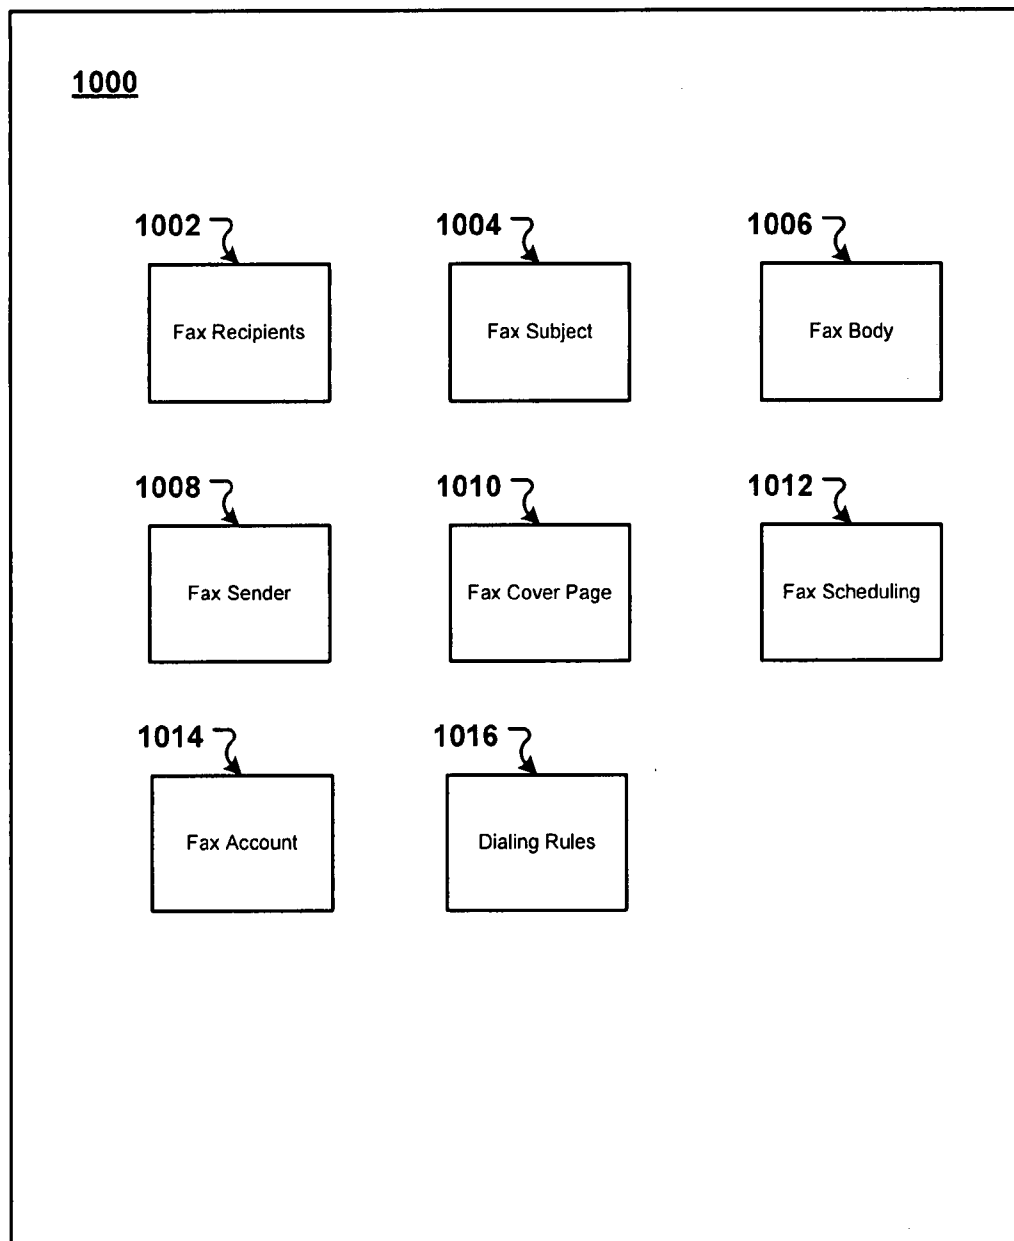 1000
1002
1004
1006
Fax Recipients
Fax Subject
Fax Body
1008
1010
1012
Fax Sender
Fax Cover Page
Fax Scheduling
1014
1016
Fax Account
Dialing Rules